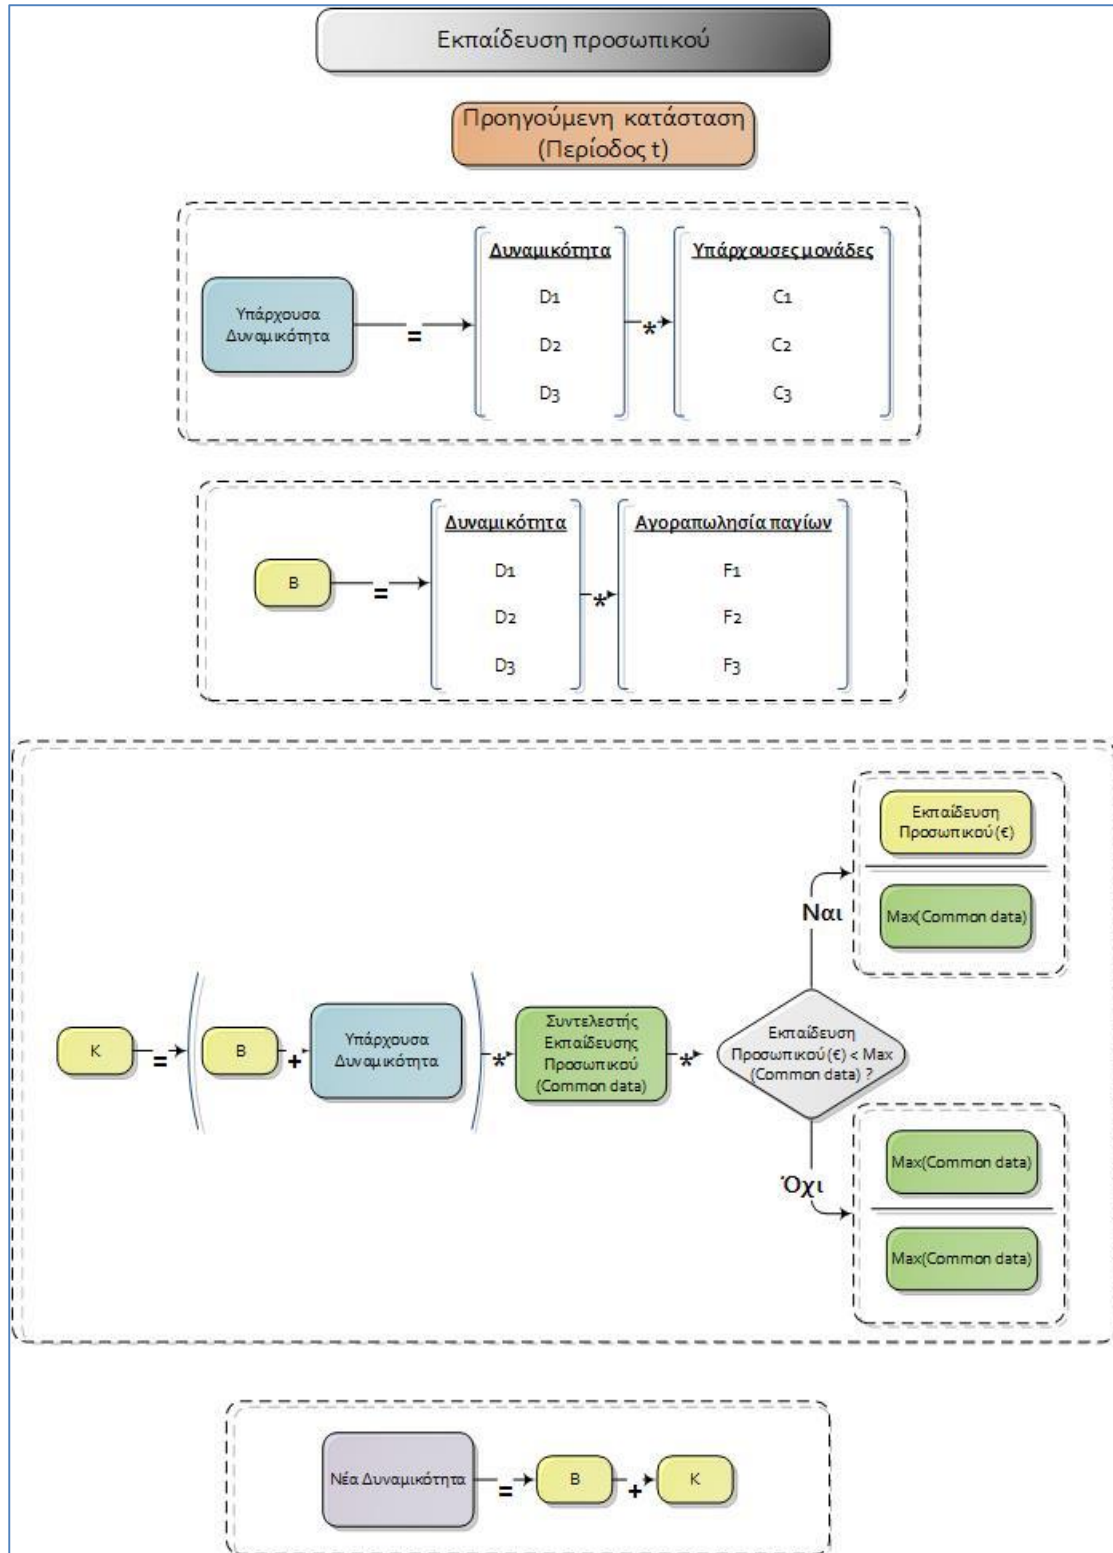 Εκπαίδευση προσωπικού
Προηγούμενη κατάσταση
(Περίοδος t)
Υπάρχουσα
Δυναμικότητα
=
Δυναμικότητα
D1
D2
D3
*
Υπάρχουσες μονάδες
C1
C2
C3
B
=
Δυναμικότητα
D1
D2
D3
*
Αγοραπωλησία παγίων
F1
F2
F3
K
=
B
+
Υπάρχουσα
Δυναμικότητα
*
Συντελεστής
Εκπαίδευσης
Προσωπικού
(Common data)
*
Εκπαίδευση
Προσωπικού (€) < Max
(Common data) ?
Ναι
Εκπαίδευση
Προσωπικού (€)
Max(Common data)
Όχι
Max(Common data)
Max(Common data)
Νέα Δυναμικότητα
=
B
+
K